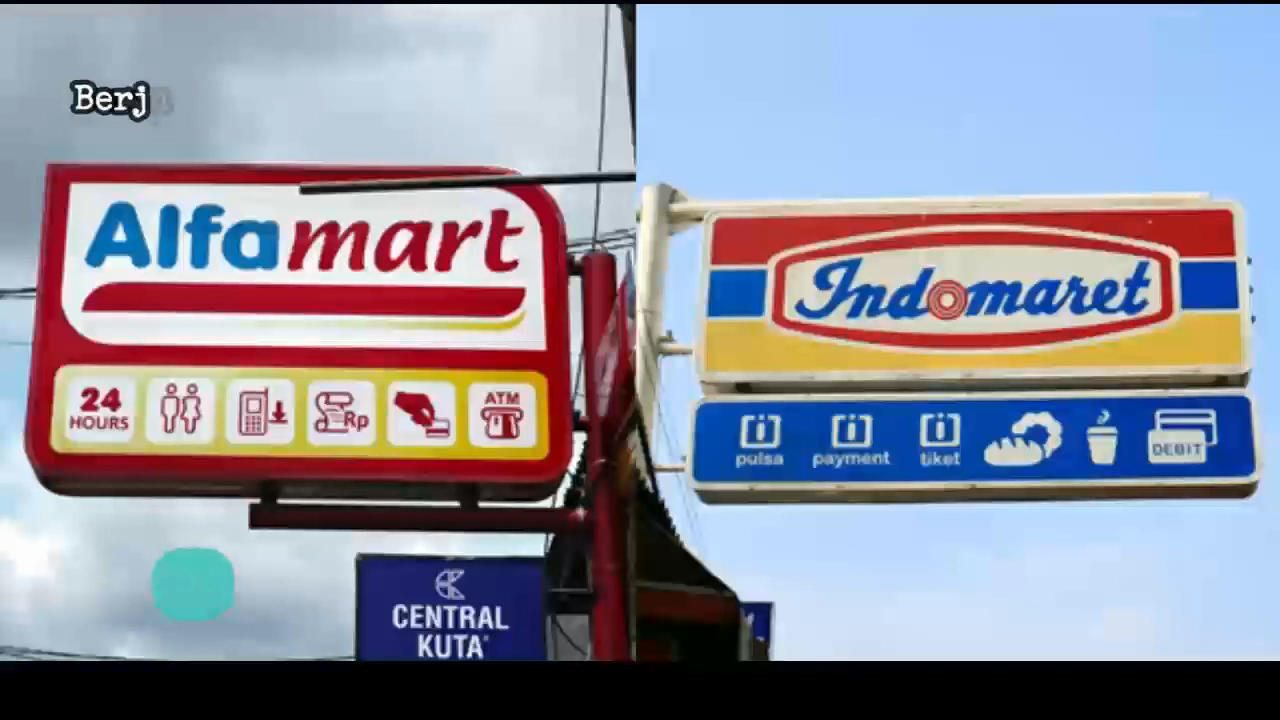 Berj
Alfamart
24
HOURS
Rp
ATM
CENTRAL
KUTA
Indomaret
pulsa
payment
tiket
DEBIT